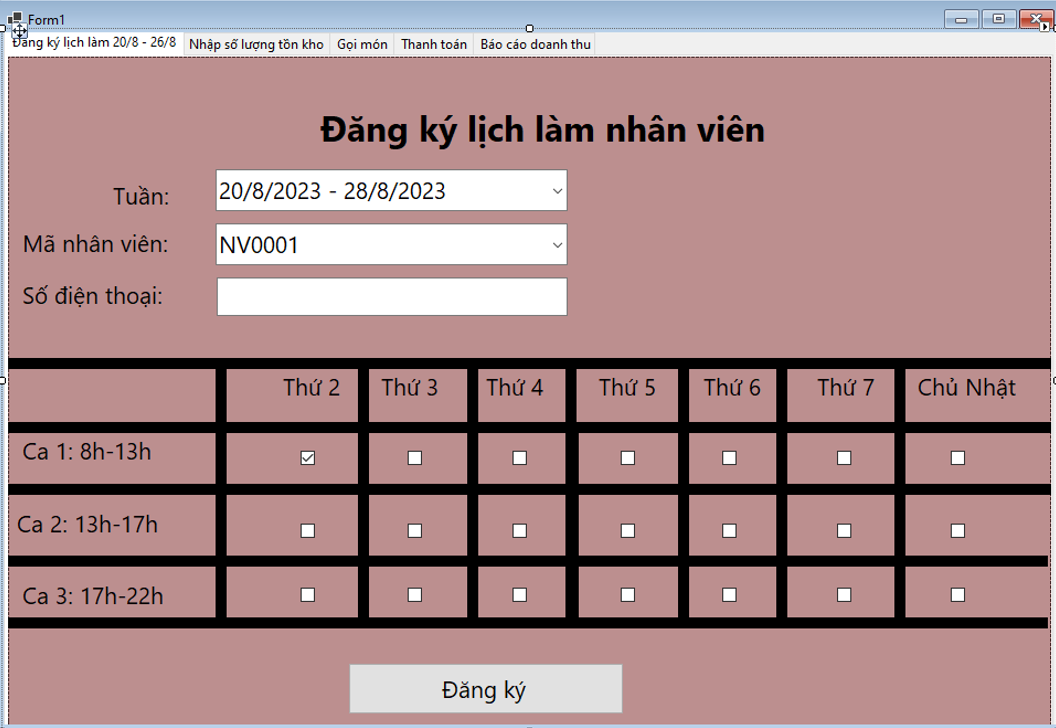 Form1
Đăng ký lịch làm 20/8 - 26/8 Nhập số lượng tồn kho Gọi món Thanh toán Báo cáo doanh thu
Đăng ký lịch làm nhân viên
Tuần: 20/8/2023 - 28/8/2023
Mã nhân viên: NV0001
Số điện thoại:
Thứ 2 Thứ 3 Thứ 4 Thứ 5 Thứ 6 Thứ 7 Chủ Nhật
Ca 1: 8h-13h
Ca 2: 13h-17h
Ca 3: 17h-22h
Đăng ký